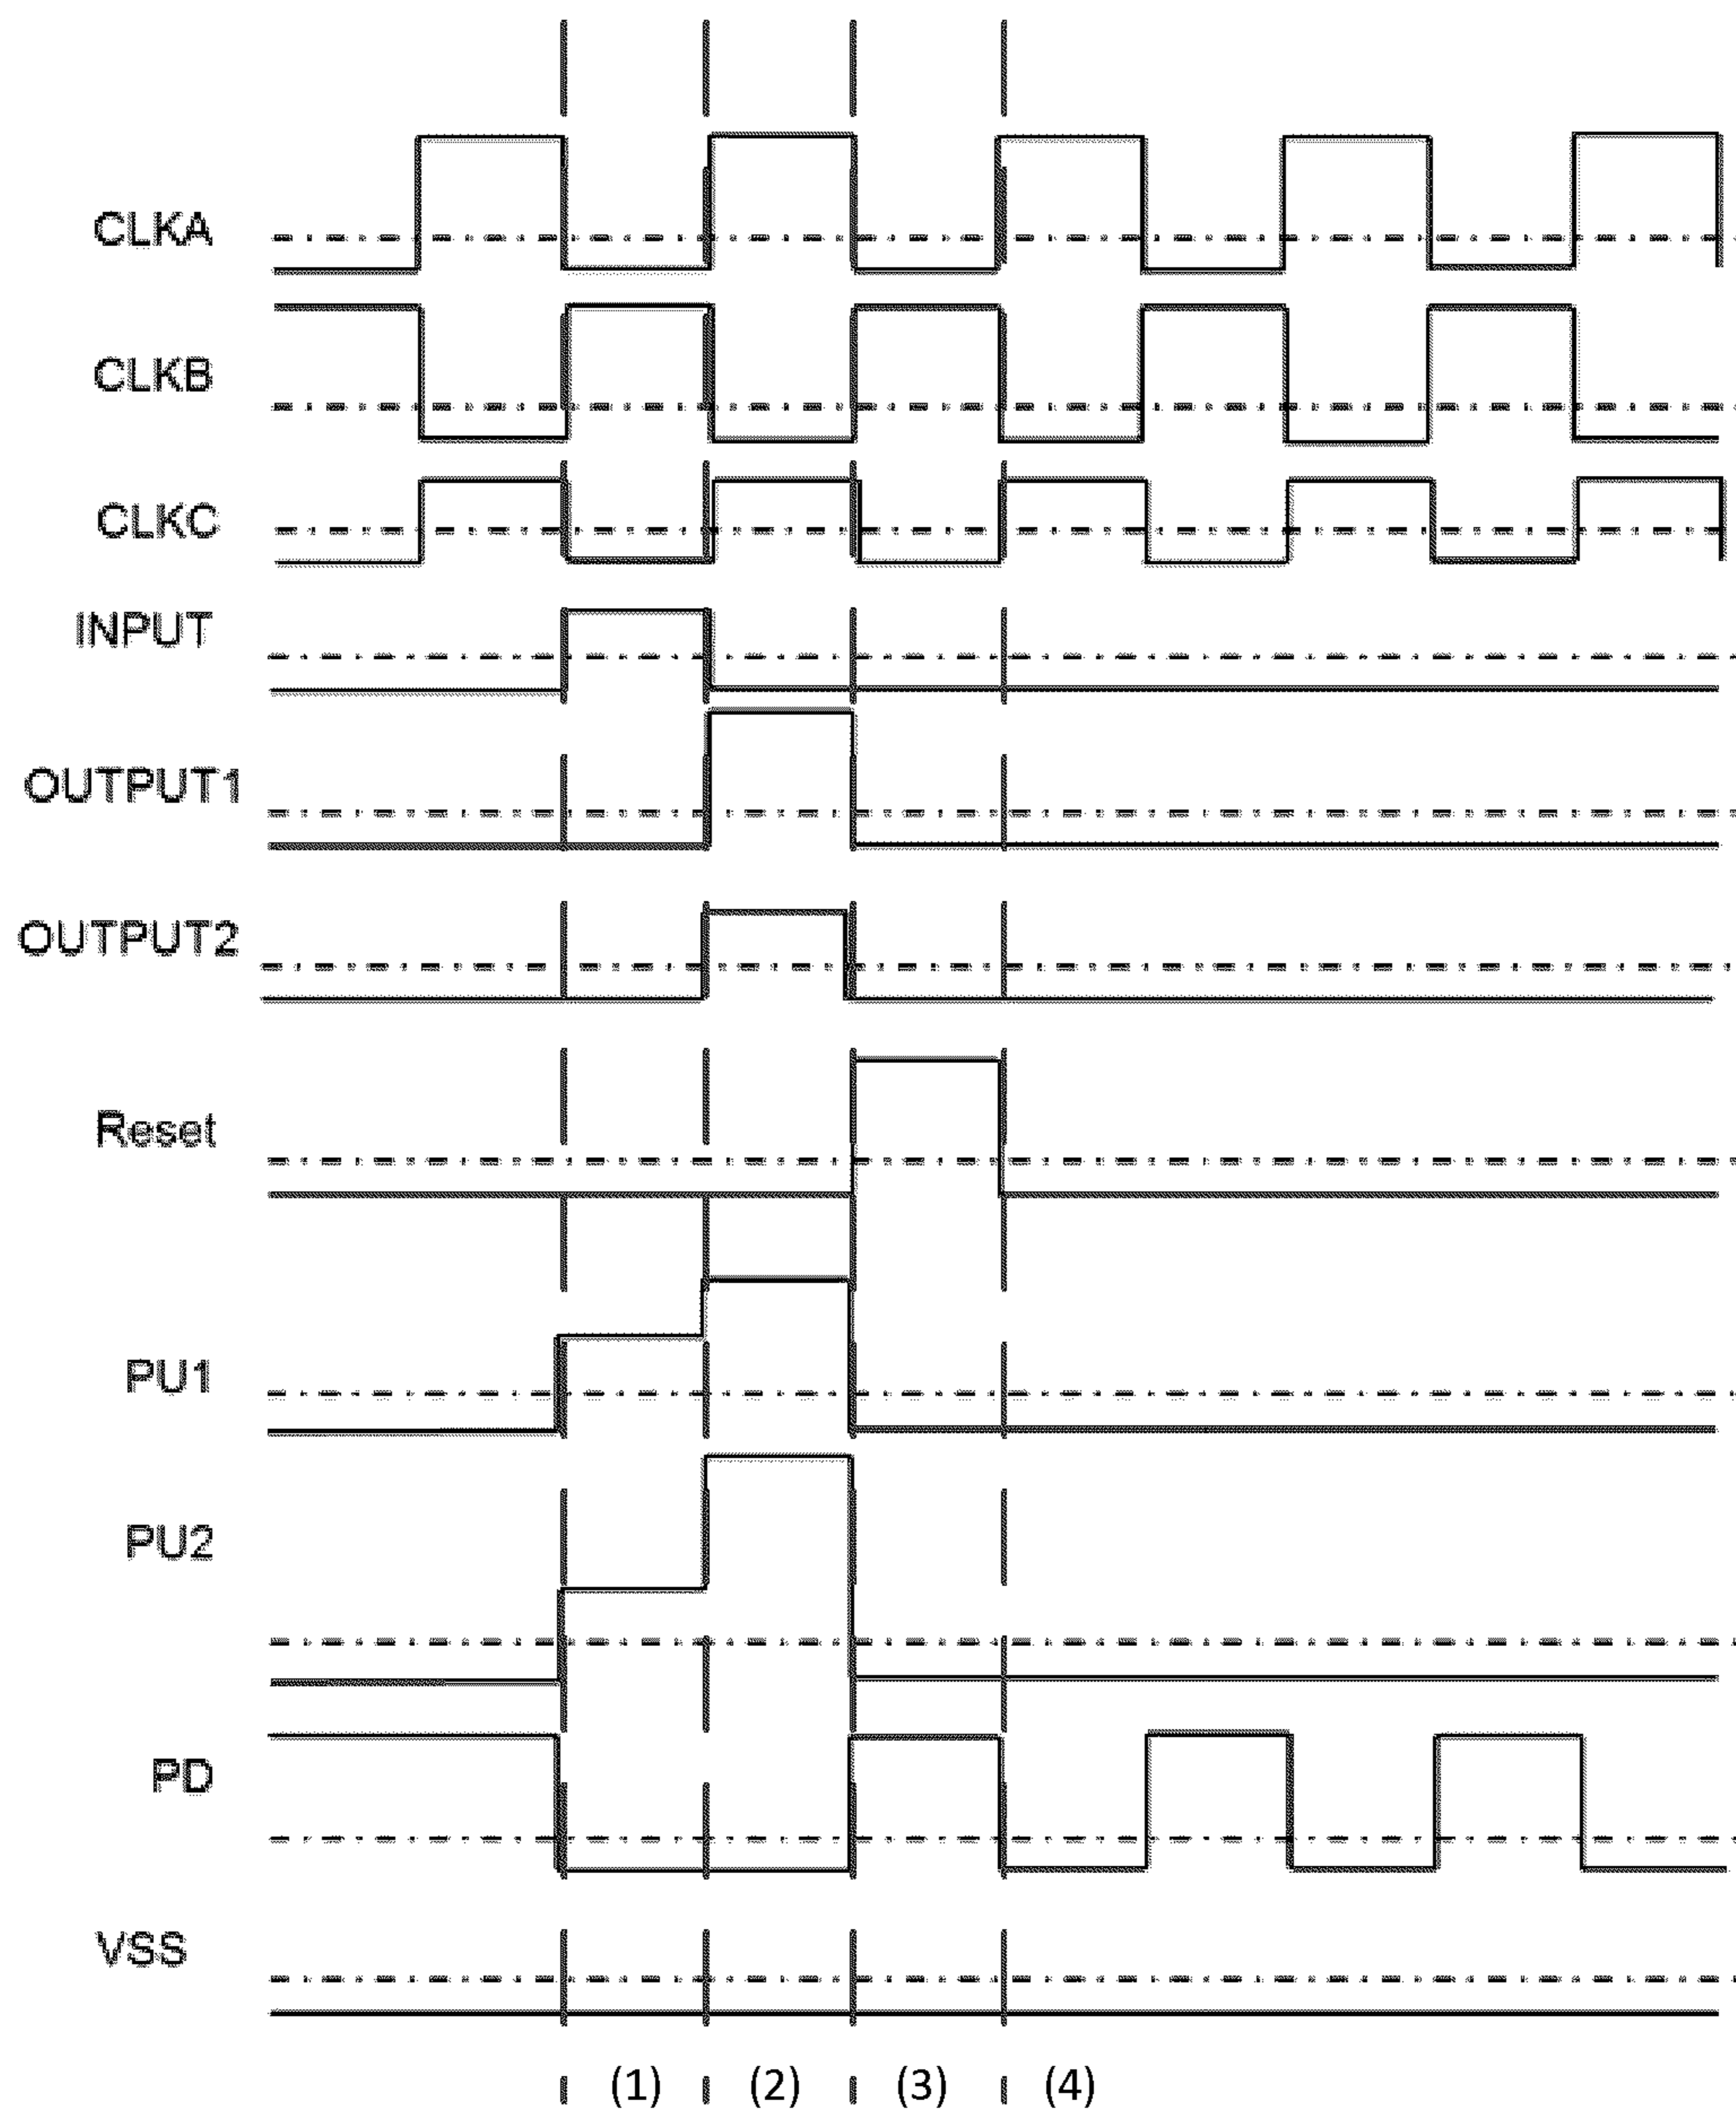 CLKA
CLKB
CLKC
INPUT
OUTPUT1
OUTPUT2
Reset
PU1
PU2
PD
VSS
(1) (2) (3) (4)